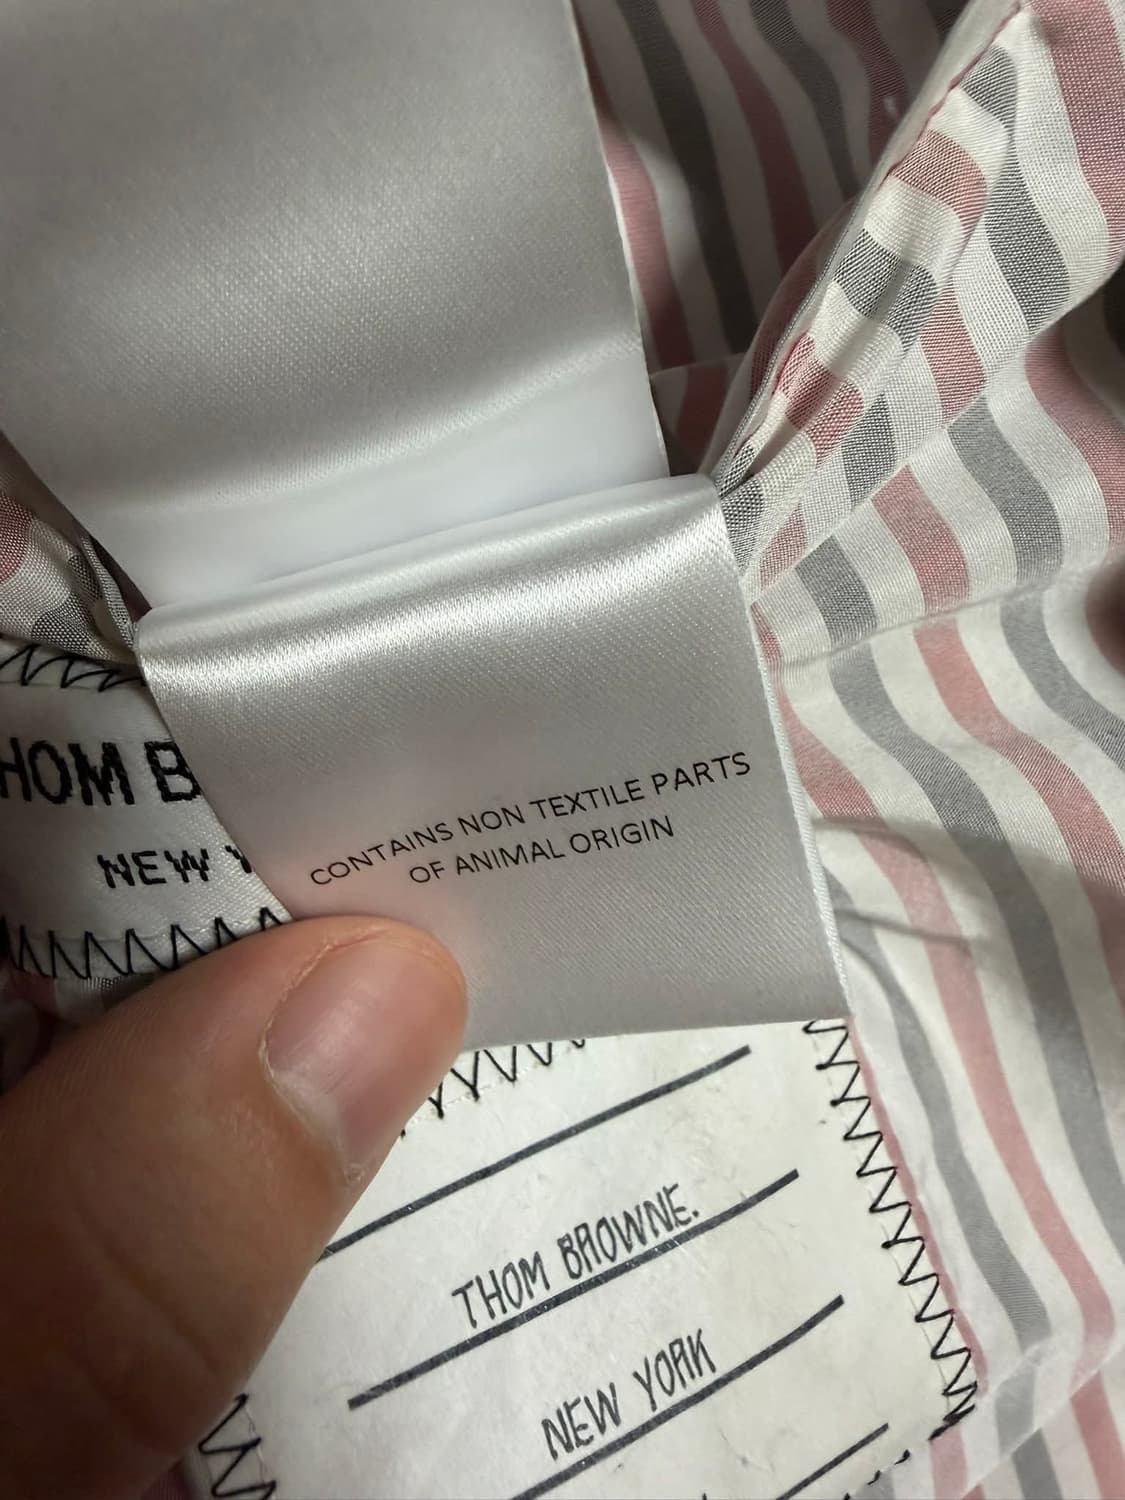 HOM B
NEW Y
CONTAINS NON TEXTILE PARTS
OF ANIMAL ORIGIN
THOM BROWNE.
NEW YORK